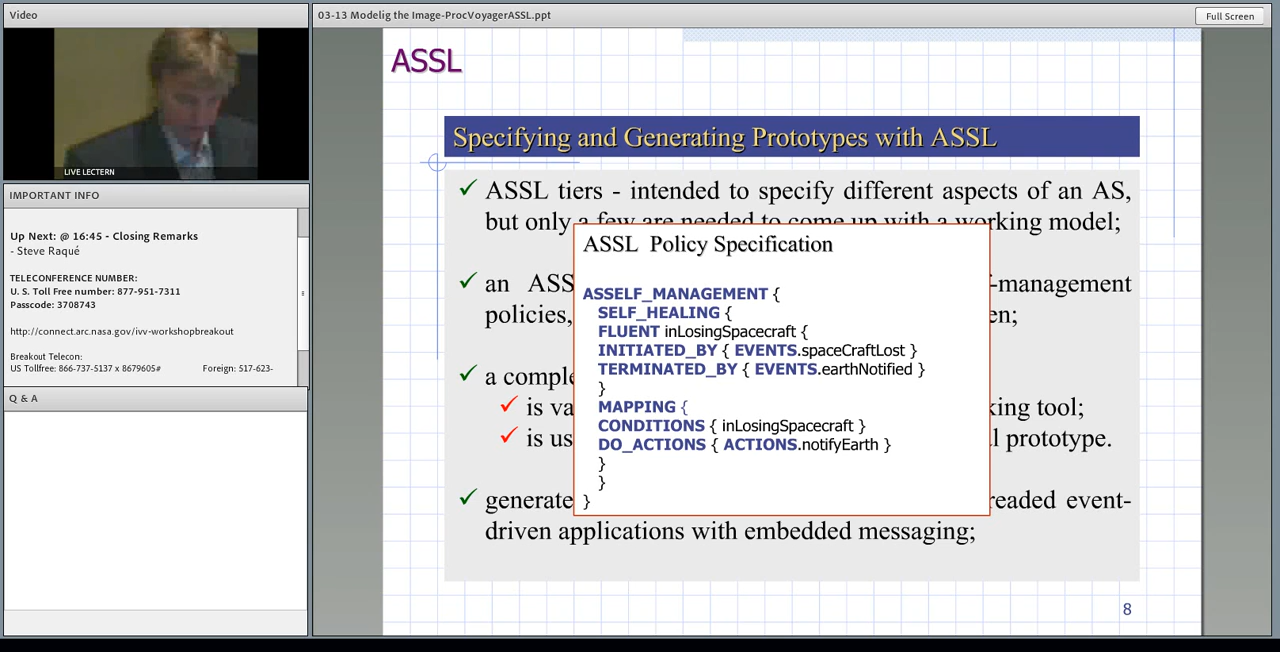 Video
03-13 Modelig the Image-ProcVoyagerASSL.ppt
Full Screen
LIVE LECTERN
IMPORTANT INFO
Up Next: @ 16:45 - Closing Remarks
- Steve Raqué
TELECONFERENCE NUMBER:
U. S. Toll Free number: 877-951-7311
Passcode: 3708743
http://connect.arc.nasa.gov/ivv-workshopbreakout
Breakout Telecon:
US Tollfree: 866-737-5137 x 8679605# Foreign: 517-623-
Q & A
ASSL
Specifying and Generating Prototypes with ASSL
ASSL tiers - intended to specify different aspects of an AS,
but only a few are needed to come up with a working model;
an ASS -management
policies,
a comple
is va king tool;
is us l prototype.
generate readed event-
driven applications with embedded messaging;
ASSL Policy Specification
ASSELF_MANAGEMENT {
SELF_HEALING {
FLUENT inLosingSpacecraft {
INITIATED_BY { EVENTS.spaceCraftLost }
TERMINATED_BY { EVENTS.earthNotified }
}
MAPPING {
CONDITIONS { inLosingSpacecraft }
DO_ACTIONS { ACTIONS.notifyEarth }
}
}
}
8